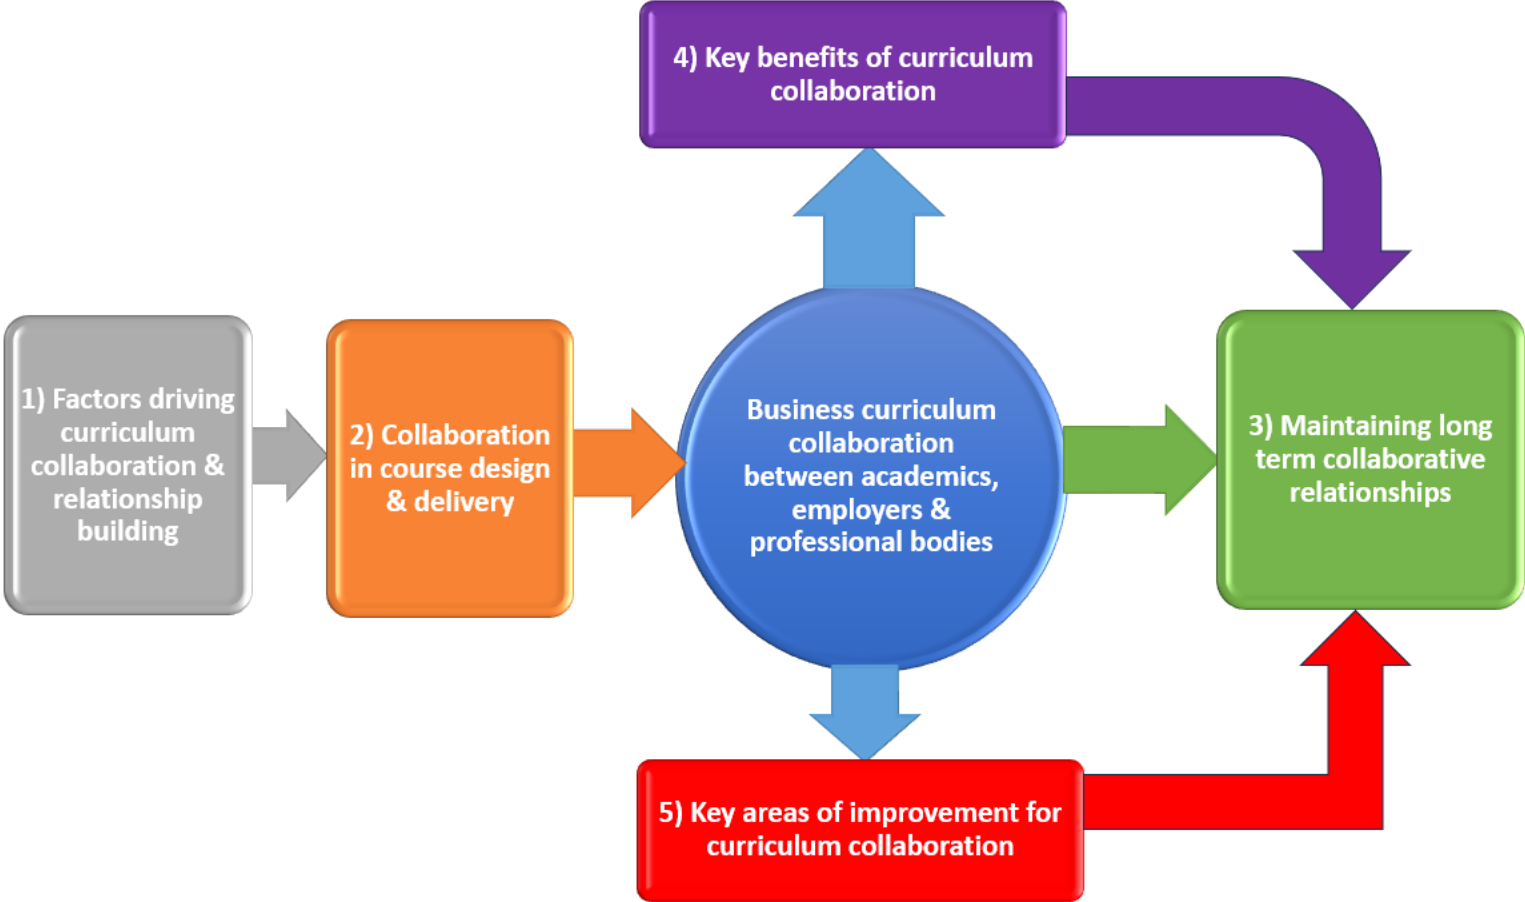 4) Key benefits of curriculum
collaboration
1) Factors driving
curriculum
collaboration &
relationship
building
2) Collaboration
in course design
& delivery
Business curriculum
collaboration
between academics,
employers &
professional bodies
3) Maintaining long
term collaborative
relationships
5) Key areas of improvement for
curriculum collaboration